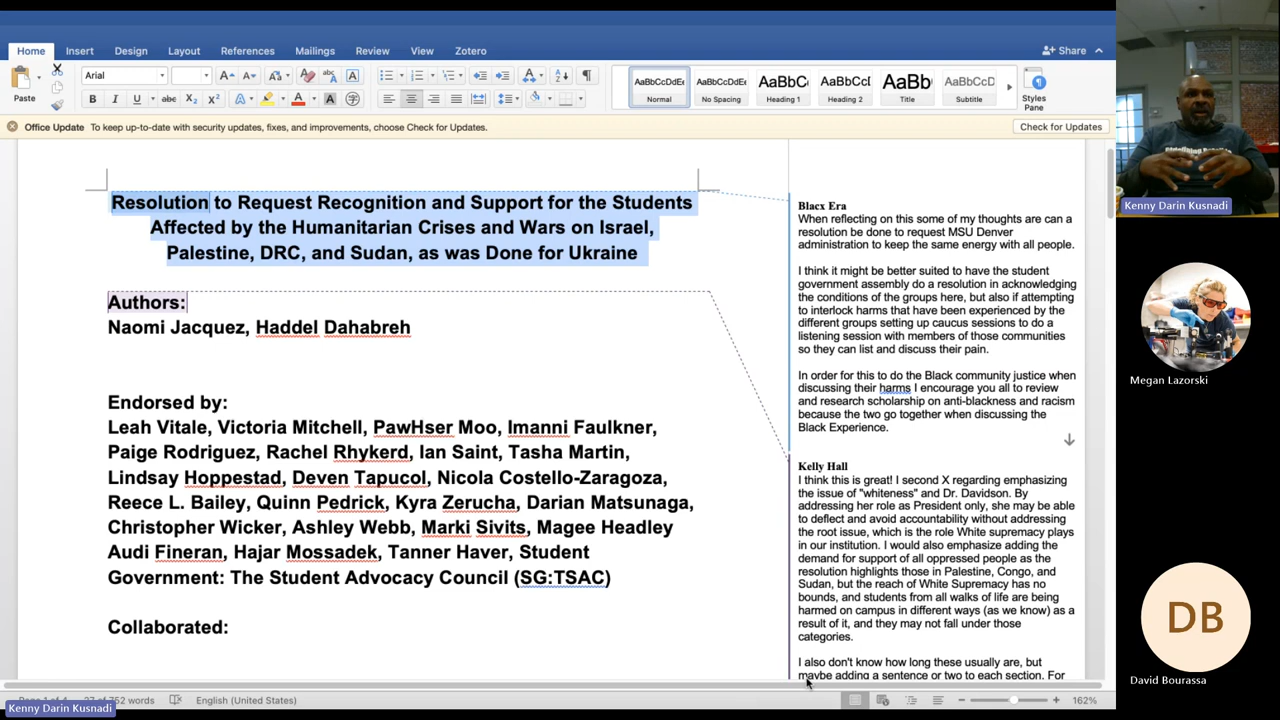 Home Insert Design Layout References Mailings Review View Zotero
Share
Paste
Arial
B I U abc X₂ X² A A A
AaBbCcDdEe AaBbCcDdEe AaBbC AaBbCcI AaBb AaBbCcD
Normal No Spacing Heading 1 Heading 2 Title Subtitle
Styles
Pane
Office Update To keep up-to-date with security updates, fixes, and improvements, choose Check for Updates.
Check for Updates
Resolution to Request Recognition and Support for the Students
Affected by the Humanitarian Crises and Wars on Israel,
Palestine, DRC, and Sudan, as was Done for Ukraine
Authors:
Naomi Jacquez, Haddel Dahabreh
Endorsed by:
Leah Vitale, Victoria Mitchell, PawHser Moo, Imanni Faulkner,
Paige Rodriguez, Rachel Rhykerd, Ian Saint, Tasha Martin,
Lindsay Hoppestad, Deven Tapucol, Nicola Costello-Zaragoza,
Reece L. Bailey, Quinn Pedrick, Kyra Zerucha, Darian Matsunaga,
Christopher Wicker, Ashley Webb, Marki Sivits, Magee Headley
Audi Fineran, Hajar Mossadek, Tanner Haver, Student
Government: The Student Advocacy Council (SG:TSAC)
Collaborated:
Blacx Era
When reflecting on this some of my thoughts are can a
resolution be done to request MSU Denver
administration to keep the same energy with all people.
I think it might be better suited to have the student
government assembly do a resolution in acknowledging
the conditions of the groups here, but also if attempting
to interlock harms that have been experienced by the
different groups setting up caucus sessions to do a
listening session with members of those communities
so they can list and discuss their pain.
In order for this to do the Black community justice when
discussing their harms I encourage you all to review
and research scholarship on anti-blackness and racism
because the two go together when discussing the
Black Experience.
Kelly Hall
I think this is great! I second X regarding emphasizing
the issue of "whiteness" and Dr. Davidson. By
addressing her role as President only, she may be able
to deflect and avoid accountability without addressing
the root issue, which is the role White supremacy plays
in our institution. I would also emphasize adding the
demand for support of all oppressed people as the
resolution highlights those in Palestine, Congo, and
Sudan, but the reach of White Supremacy has no
bounds, and students from all walks of life are being
harmed on campus in different ways (as we know) as a
result of it, and they may not fall under those
categories.
I also don't know how long these usually are, but
maybe adding a sentence or two to each section. For
English (United States)
162%
Kenny Darin Kusnadi
Kenny Darin Kusnadi
Megan Lazorski
DB
David Bourassa